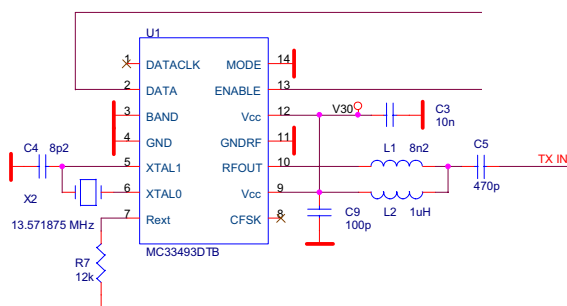 U1
1 DATACLK MODE 14
2 DATA ENABLE 13
3 BAND Vcc 12 V30 C3 10n
4 GND GNDRF 11
C4 8p2 5 XTAL1 RFOUT 10 L1 8n2 C5 470p TX IN
X2 6 XTAL0 Vcc 9 L2 1uH
13.571875 MHz 7 Rext CFSK 8 C9 100p
R7 12k
MC33493DTB